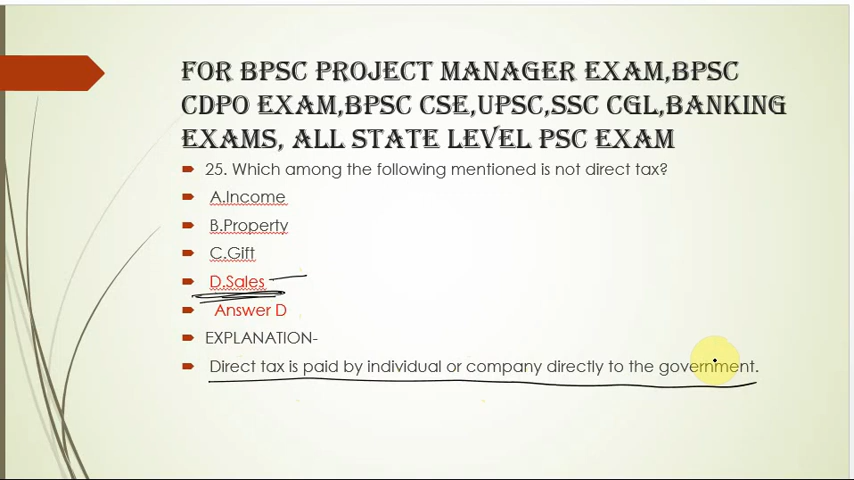 FOR BPSC PROJECT MANAGER EXAM,BPSC
CDPO EXAM,BPSC CSE,UPSC,SSC CGL,BANKING
EXAMS, ALL STATE LEVEL PSC EXAM
25. Which among the following mentioned is not direct tax?
A.Income
B.Property
C.Gift
D.Sales
Answer D
EXPLANATION-
Direct tax is paid by individual or company directly to the government.